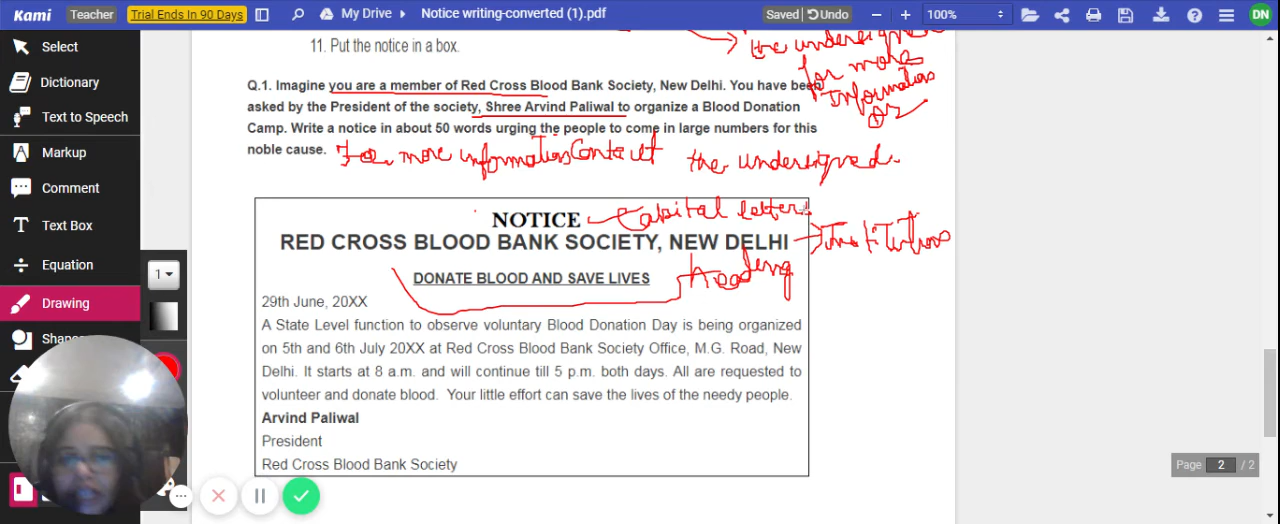 Kami Teacher Trial Ends In 90 Days My Drive Notice writing-converted (1).pdf Saved Undo 100% DN
Select
Dictionary
Text to Speech
Markup
Comment
Text Box
Equation
Drawing
Shapes
1
the undersigned
for more
information
or
11. Put the notice in a box.
Q.1. Imagine you are a member of Red Cross Blood Bank Society, New Delhi. You have been
asked by the President of the society, Shree Arvind Paliwal to organize a Blood Donation
Camp. Write a notice in about 50 words urging the people to come in large numbers for this
noble cause.
For more information Contact the undersigned.
NOTICE
Capital letters
RED CROSS BLOOD BANK SOCIETY, NEW DELHI
Institutions
DONATE BLOOD AND SAVE LIVES
Heading
29th June, 20XX
A State Level function to observe voluntary Blood Donation Day is being organized
on 5th and 6th July 20XX at Red Cross Blood Bank Society Office, M.G. Road, New
Delhi. It starts at 8 a.m. and will continue till 5 p.m. both days. All are requested to
volunteer and donate blood. Your little effort can save the lives of the needy people.
Arvind Paliwal
President
Red Cross Blood Bank Society
Page 2 / 2